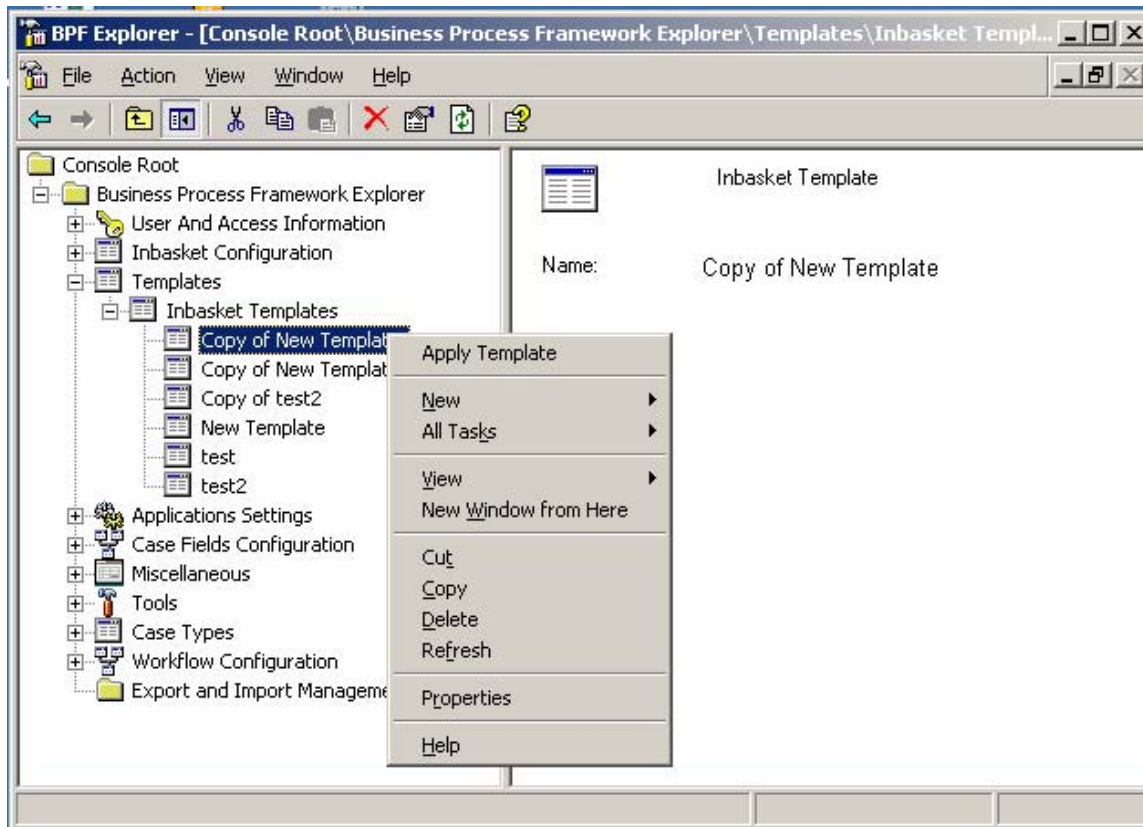 BPF Explorer - [Console Root\Business Process Framework Explorer\Templates\Inbasket Templ...
File Action View Window Help
Console Root
Business Process Framework Explorer
User And Access Information
Inbasket Configuration
Templates
Inbasket Templates
Copy of New Templat
Copy of New Templat
Copy of test2
New Template
test
test2
Applications Settings
Case Fields Configuration
Miscellaneous
Tools
Case Types
Workflow Configuration
Export and Import Manageme
Inbasket Template
Name: Copy of New Template
Apply Template
New
All Tasks
View
New Window from Here
Cut
Copy
Delete
Refresh
Properties
Help